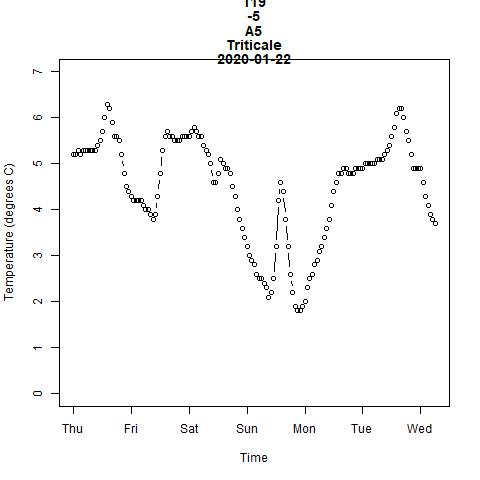 T19
-5
A5
Triticale
2020-01-22
7
6
5
4
3
2
1
0
Temperature (degrees C)
Thu Fri Sat Sun Mon Tue Wed
Time